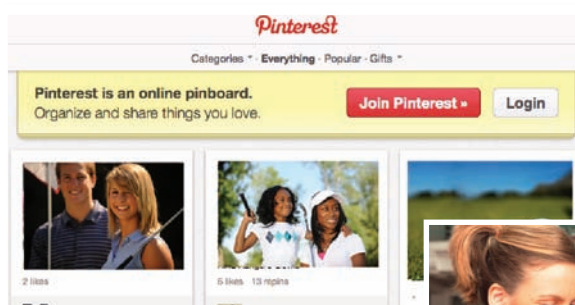 Pinterest
Categories · Everything · Popular · Gifts
Pinterest is an online pinboard.
Organize and share things you love.
Join Pinterest »
Login
2 likes
5 likes 13 repins